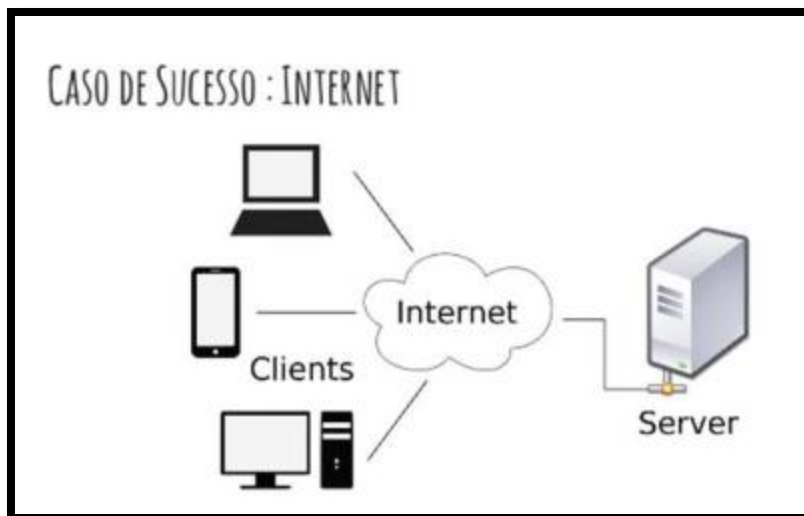 CASO DE SUCESSO : INTERNET
Internet
Clients
Server